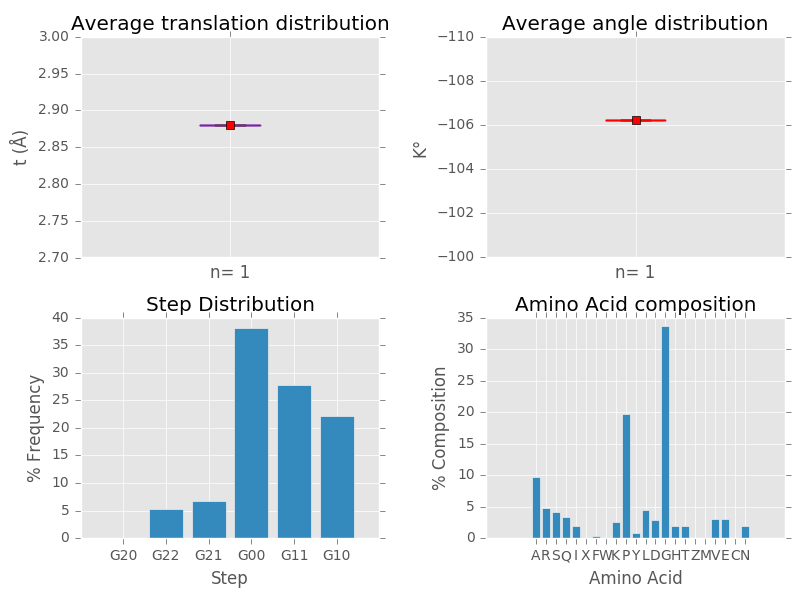 Average translation distribution
3.00
2.95
2.90
2.85
2.80
2.75
2.70
t (Å)
n= 1
Average angle distribution
−110
−108
−106
−104
−102
−100
K°
n= 1
Step Distribution
40
35
30
25
20
15
10
5
0
% Frequency
G20 G22 G21 G00 G11 G10
Step
Amino Acid composition
35
30
25
20
15
10
5
0
% Composition
A R S Q I X F W K P Y L D G H T Z M V E C N
Amino Acid